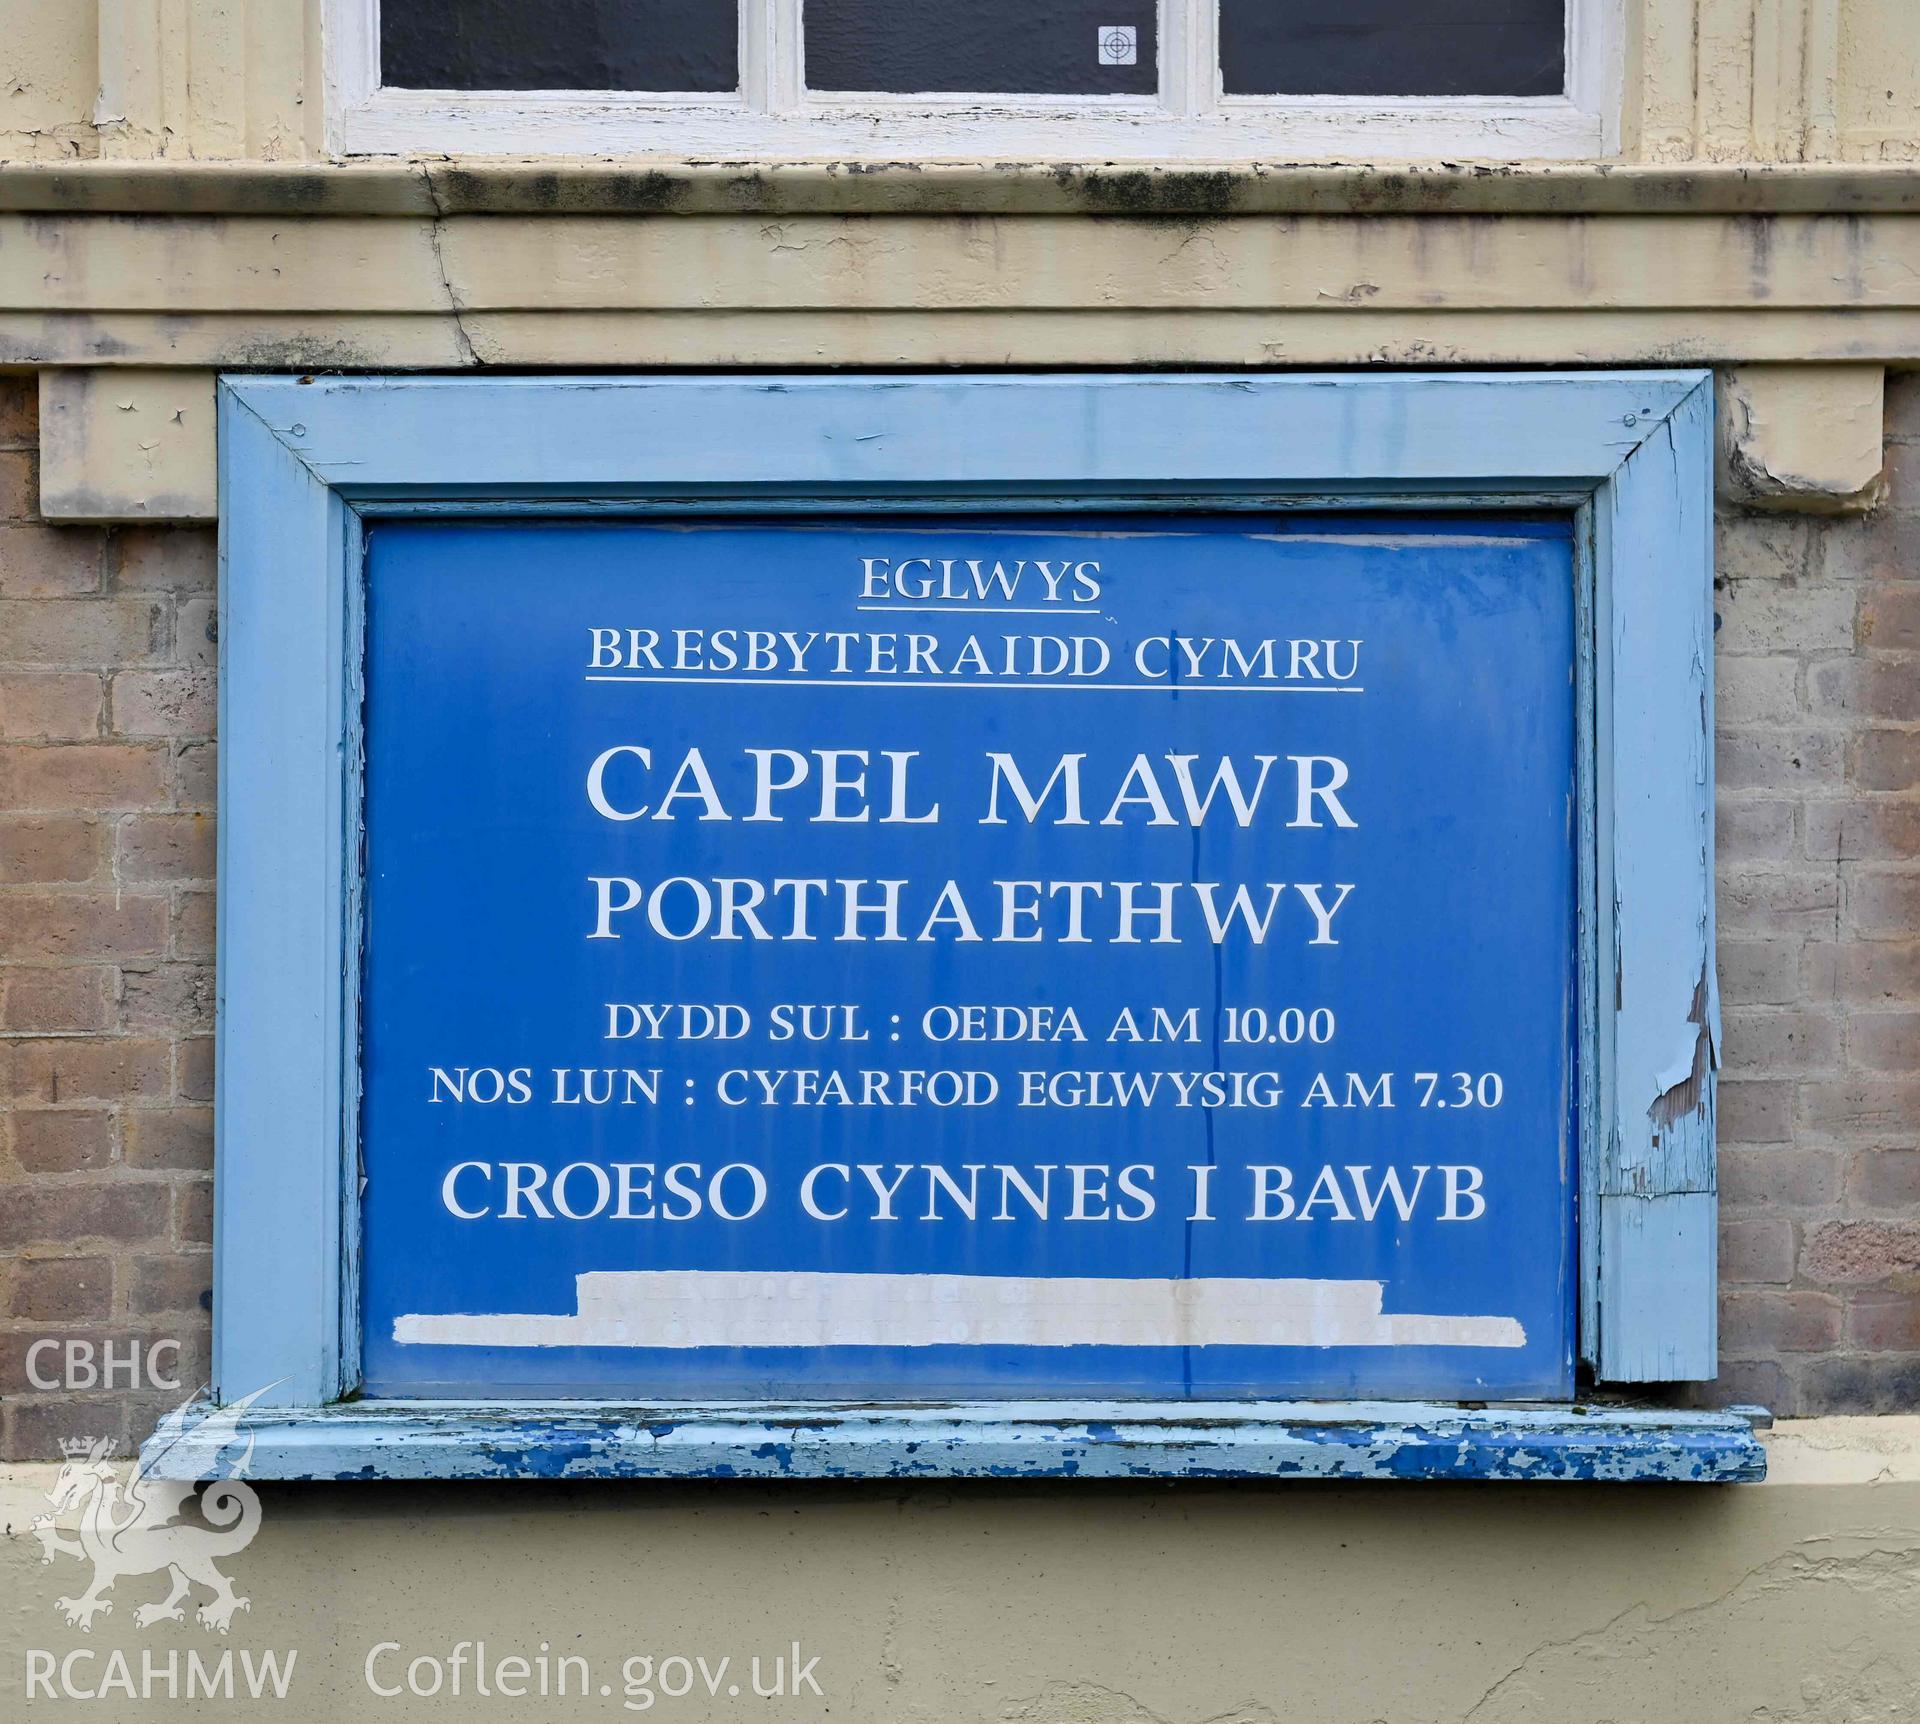 EGLWYS
BRESBYTERAIDD CYMRU
CAPEL MAWR
PORTHAETHWY
DYDD SUL : OEDFA AM 10.00
NOS LUN : CYFARFOD EGLWYSIG AM 7.30
CROESO CYNNES I BAWB
CBHC
RCAHMW
Coflein.gov.uk